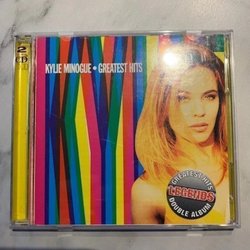 2
CD
KYLIE MINOGUE • GREATEST HITS
GREATEST HITS
LEGENDS
DOUBLE ALBUM